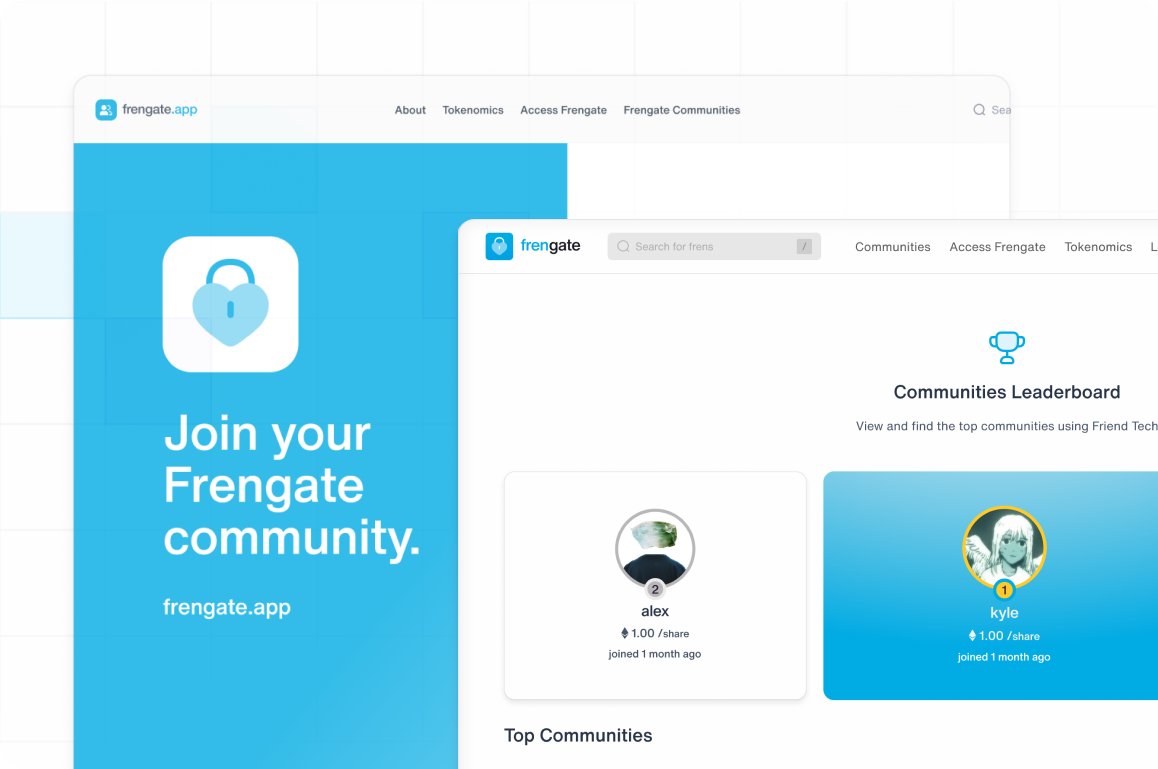 frengate.app
About Tokenomics Access Frengate Frengate Communities
Join your
Frengate
community.
frengate.app
frengate
Search for frens /
Communities Access Frengate Tokenomics
Communities Leaderboard
View and find the top communities using Friend Tech
2
alex
1.00 /share
joined 1 month ago
1
kyle
1.00 /share
joined 1 month ago
Top Communities